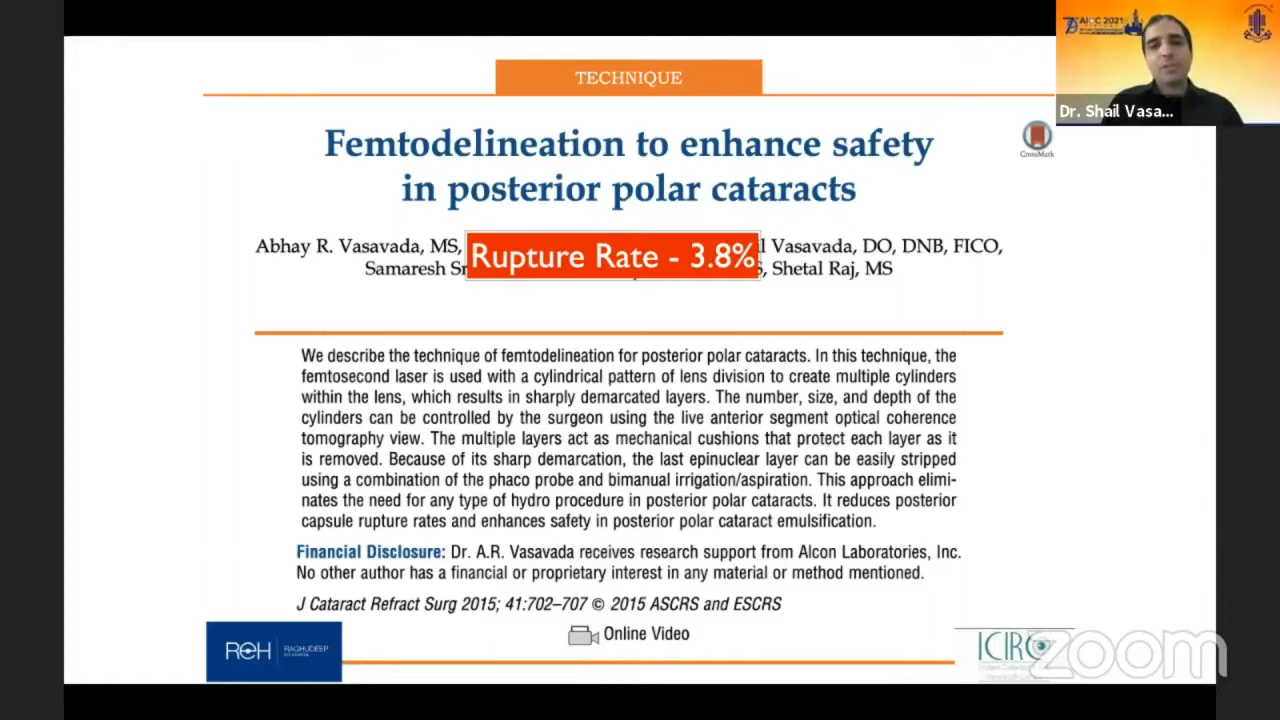 AIOC 2021
Dr. Shail Vasa...
TECHNIQUE
CrossMark
Femtodelineation to enhance safety
in posterior polar cataracts
Abhay R. Vasavada, MS, Vasavada, DO, DNB, FICO,
Samaresh Shetal Raj, MS
Rupture Rate - 3.8%
We describe the technique of femtodelineation for posterior polar cataracts. In this technique, the
femtosecond laser is used with a cylindrical pattern of lens division to create multiple cylinders
within the lens, which results in sharply demarcated layers. The number, size, and depth of the
cylinders can be controlled by the surgeon using the live anterior segment optical coherence
tomography view. The multiple layers act as mechanical cushions that protect each layer as it
is removed. Because of its sharp demarcation, the last epinuclear layer can be easily stripped
using a combination of the phaco probe and bimanual irrigation/aspiration. This approach elimi-
nates the need for any type of hydro procedure in posterior polar cataracts. It reduces posterior
capsule rupture rates and enhances safety in posterior polar cataract emulsification.
Financial Disclosure: Dr. A.R. Vasavada receives research support from Alcon Laboratories, Inc.
No other author has a financial or proprietary interest in any material or method mentioned.
J Cataract Refract Surg 2015; 41:702–707 © 2015 ASCRS and ESCRS
Online Video
REH RAGHUDEEP
EYE HOSPITAL
ICIRC
zoom